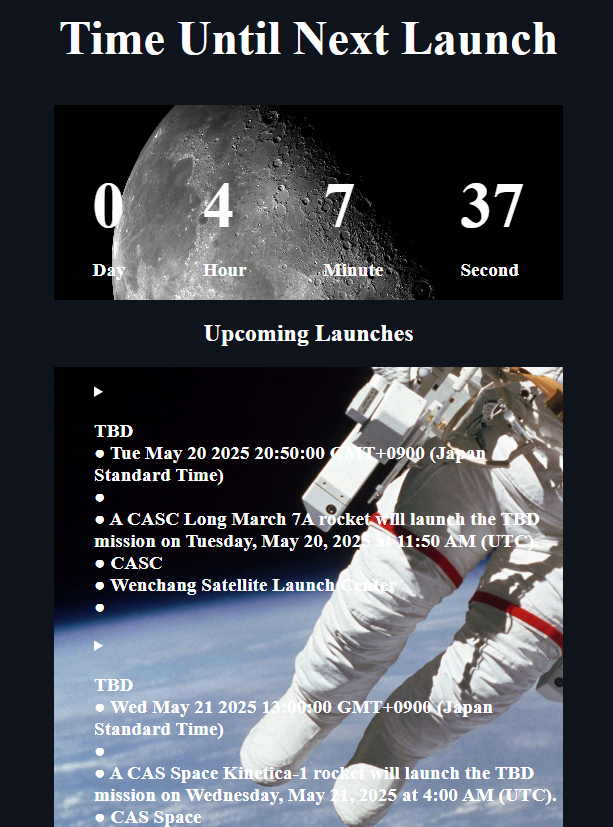 Time Until Next Launch
0 4 7 37
Day Hour Minute Second
Upcoming Launches
TBD
● Tue May 20 2025 20:50:00 GMT+0900 (Japan
Standard Time)
●
● A CASC Long March 7A rocket will launch the TBD
mission on Tuesday, May 20, 2025 at 11:50 AM (UTC).
● CASC
● Wenchang Satellite Launch Center
●
TBD
● Wed May 21 2025 13:00:00 GMT+0900 (Japan
Standard Time)
●
● A CAS Space Kinetica-1 rocket will launch the TBD
mission on Wednesday, May 21, 2025 at 4:00 AM (UTC).
● CAS Space